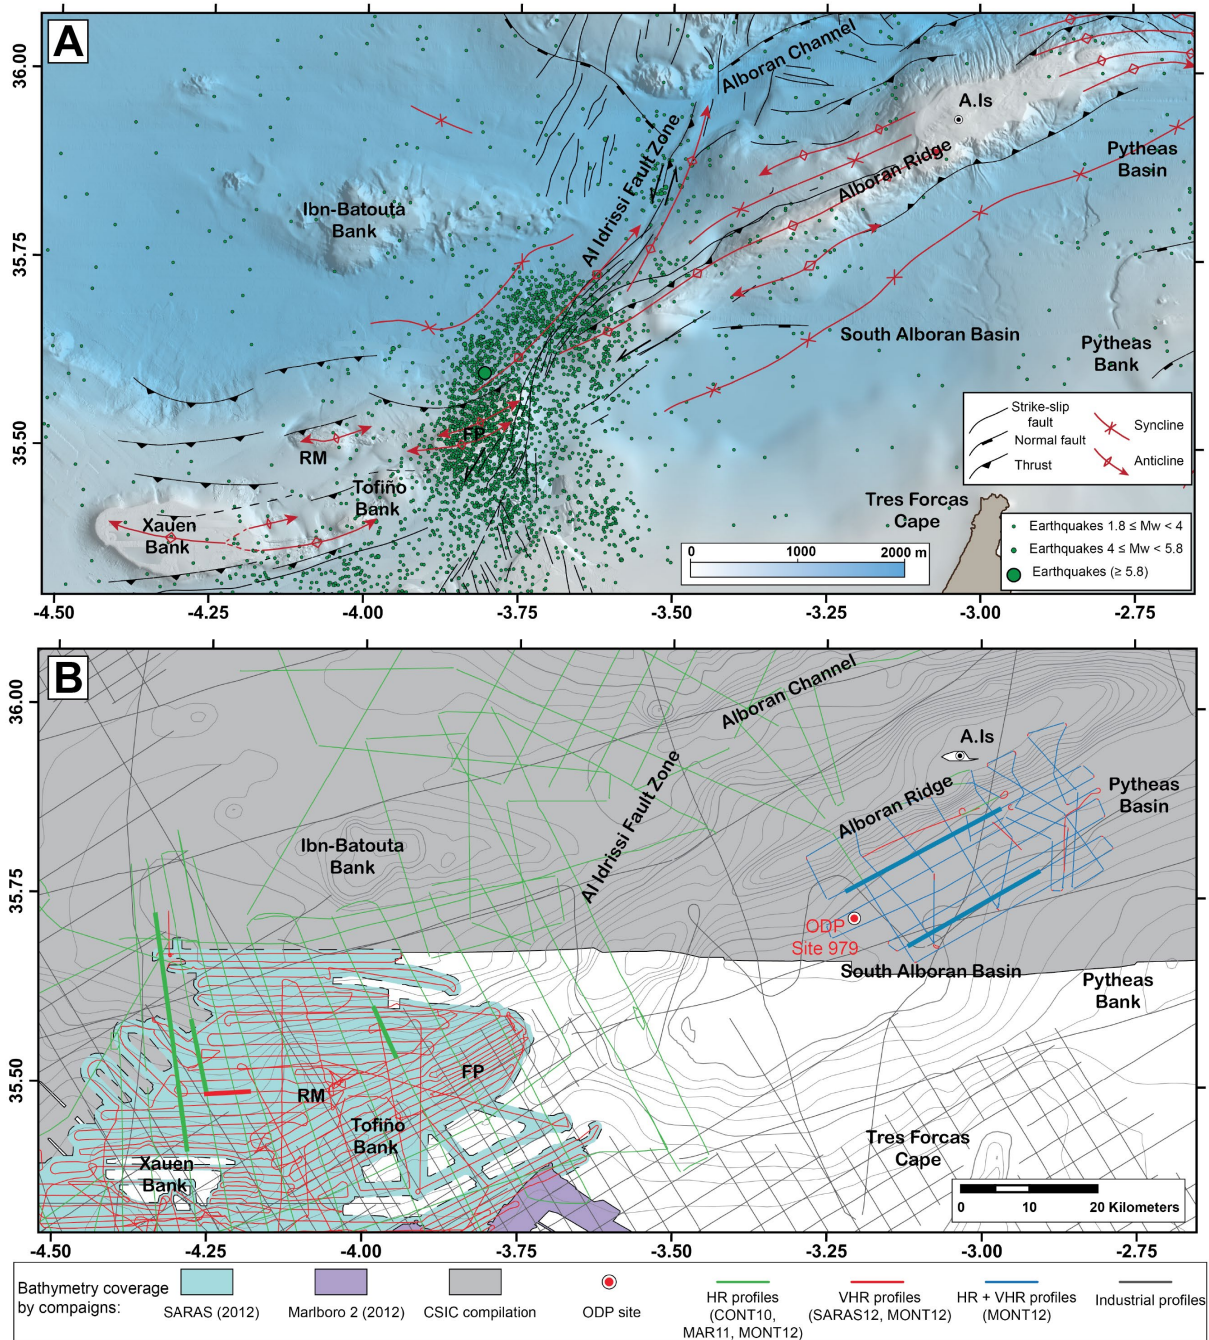 A
36.00
35.75
35.50
Alboran Channel
A.Is
Al Idrissi Fault Zone
Alboran Ridge
Pytheas
Basin
Ibn-Batouta
Bank
South Alboran Basin
Pytheas
Bank
FP
RM
Tofiño
Bank
Xauen
Bank
Tres Forcas
Cape
Strike-slip
fault
Normal fault
Thrust
Syncline
Anticline
0 1000 2000 m
Earthquakes 1.8 ≤ Mw < 4
Earthquakes 4 ≤ Mw < 5.8
Earthquakes (≥ 5.8)
-4.50 -4.25 -4.00 -3.75 -3.50 -3.25 -3.00 -2.75
B
36.00
35.75
35.50
Alboran Channel
A.Is
Al Idrissi Fault Zone
Alboran Ridge
Pytheas
Basin
Ibn-Batouta
Bank
ODP
Site 979
South Alboran Basin
Pytheas
Bank
FP
RM
Tofiño
Bank
Xauen
Bank
Tres Forcas
Cape
0 10 20 Kilometers
-4.50 -4.25 -4.00 -3.75 -3.50 -3.25 -3.00 -2.75
Bathymetry coverage
by compaigns:
SARAS (2012)
Marlboro 2 (2012)
CSIC compilation
ODP site
HR profiles
(CONT10,
MAR11, MONT12)
VHR profiles
(SARAS12, MONT12)
HR + VHR profiles
(MONT12)
Industrial profiles